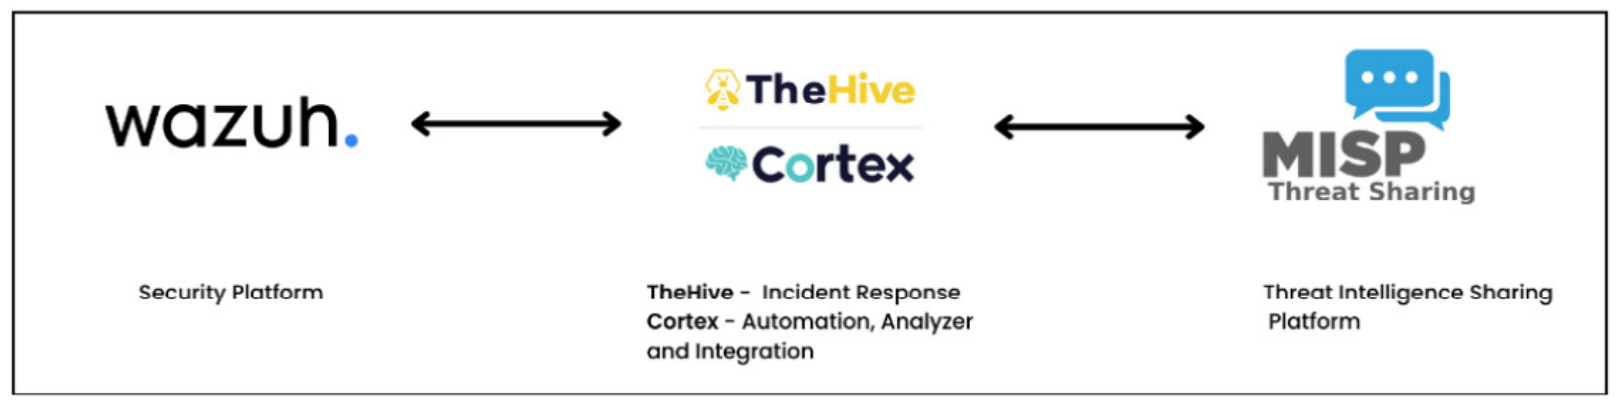 wazuh.
TheHive
Cortex
MISP
Threat Sharing
Security Platform
TheHive - Incident Response
Cortex - Automation, Analyzer
and Integration
Threat Intelligence Sharing
Platform